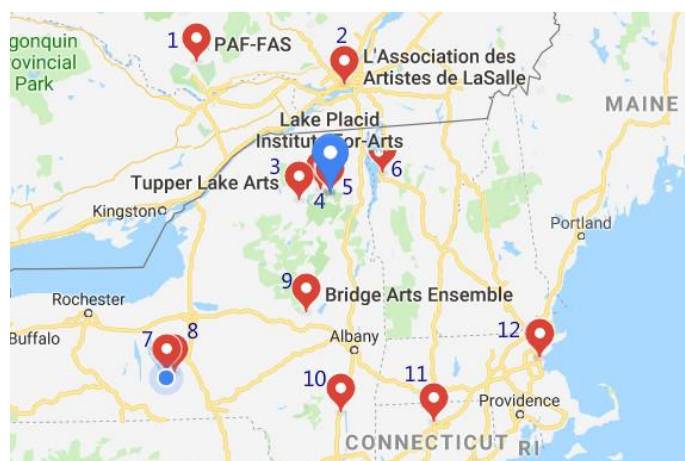 gonquin
rovincial
Park
1
PAF-FAS
2
L'Association des
Artistes de LaSalle
MAINE
Lake Placid
Institute For-Arts
3
Tupper Lake Arts
4
5
6
Kingston
Portland
9
Bridge Arts Ensemble
Rochester
Buffalo
7
8
Albany
12
10
11
Providence
CONNECTICUT
RI